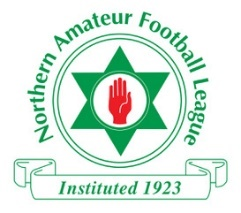 Northern Amateur Football League
Instituted 1923